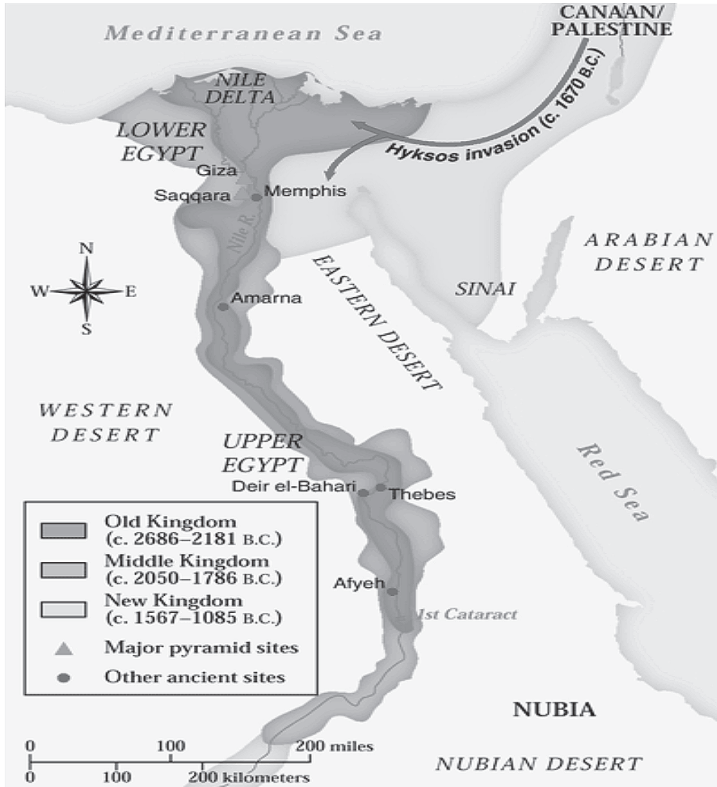 CANAAN/
PALESTINE
Mediterranean Sea
NILE
DELTA
Hyksos invasion (c. 1670 B.C.)
LOWER
EGYPT
Giza
Saqqara
Memphis
Nile R.
ARABIAN
DESERT
N
W E
S
SINAI
EASTERN DESERT
Amarna
WESTERN
DESERT
UPPER
EGYPT
Red Sea
Deir el-Bahari
Thebes
Old Kingdom
(c. 2686–2181 B.C.)
Middle Kingdom
(c. 2050–1786 B.C.)
New Kingdom
(c. 1567–1085 B.C.)
Major pyramid sites
Other ancient sites
Afyeh
1st Cataract
NUBIA
NUBIAN DESERT
0 100 200 miles
0 100 200 kilometers